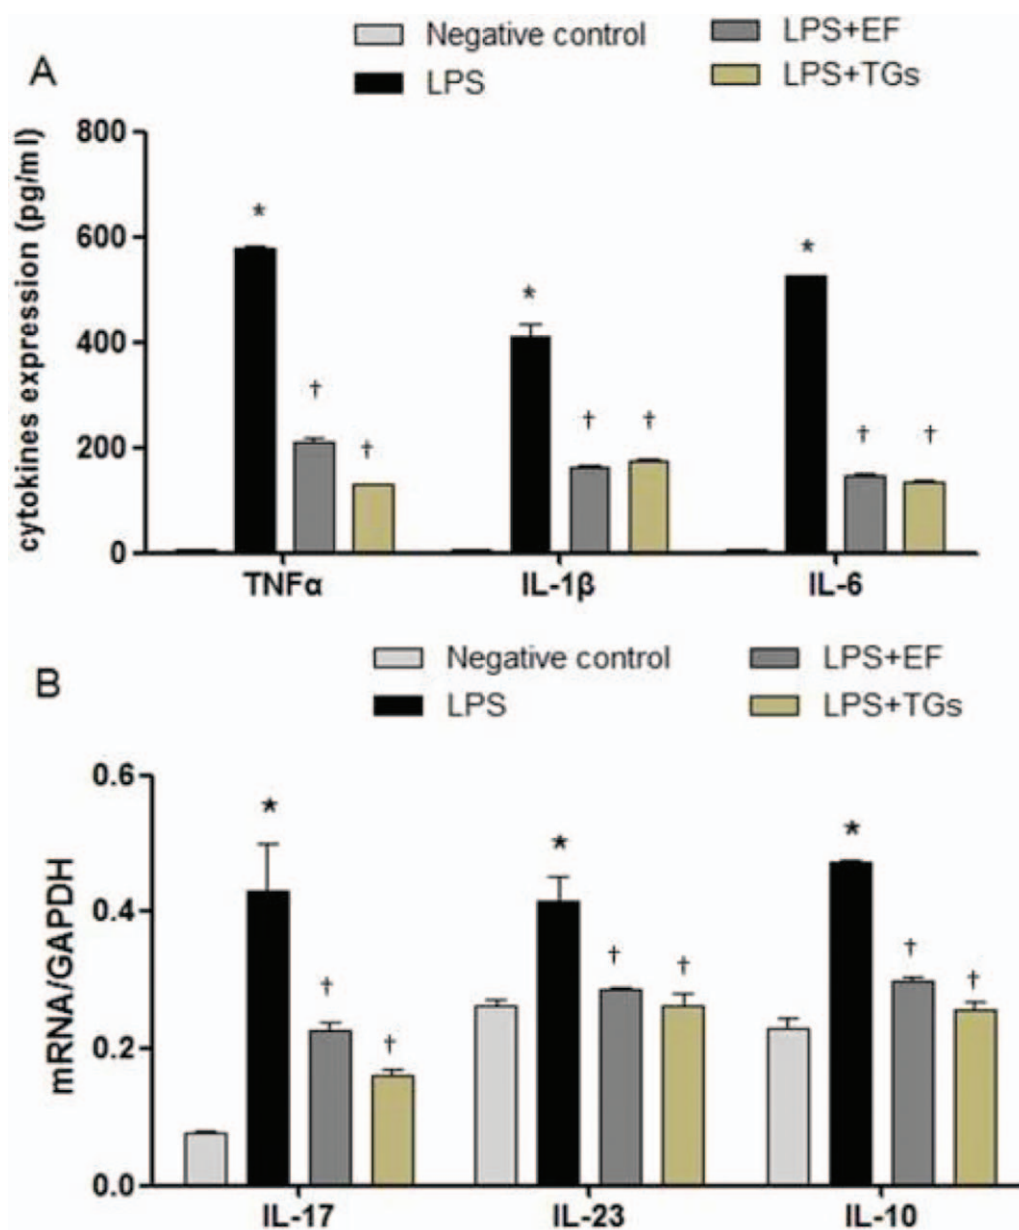 A
Negative control
LPS
LPS+EF
LPS+TGs
cytokines expression (pg/ml)
800
600
400
200
0
*
†
†
*
†
†
*
†
†
TNFα
IL-1β
IL-6
B
Negative control
LPS
LPS+EF
LPS+TGs
mRNA/GAPDH
0.6
0.4
0.2
0.0
*
†
†
*
†
†
*
†
†
IL-17
IL-23
IL-10